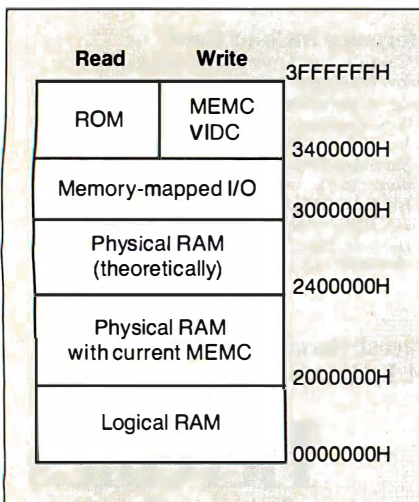 Read Write
3FFFFFFH
ROM
MEMC
VIDC
3400000H
Memory-mapped I/O
3000000H
Physical RAM
(theoretically)
2400000H
Physical RAM
with current MEMC
2000000H
Logical RAM
0000000H